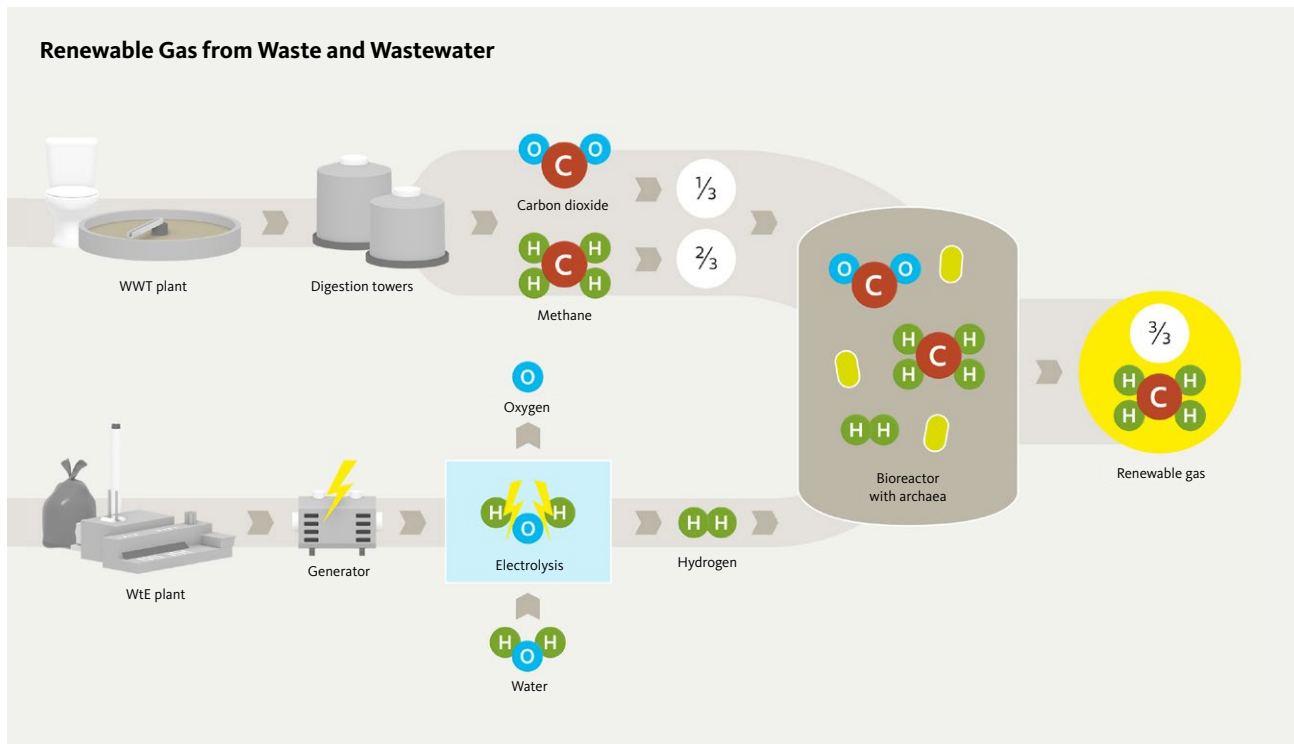 Renewable Gas from Waste and Wastewater
O C O
Carbon dioxide
⅓
H H
C
H H
Methane
⅔
WWT plant
Digestion towers
O
Oxygen
H H
O
Electrolysis
H H
Hydrogen
WtE plant
Generator
H H
O
Water
O O
C
H H
C
H H
H H
Bioreactor
with archaea
3/3
H H
C
H H
Renewable gas